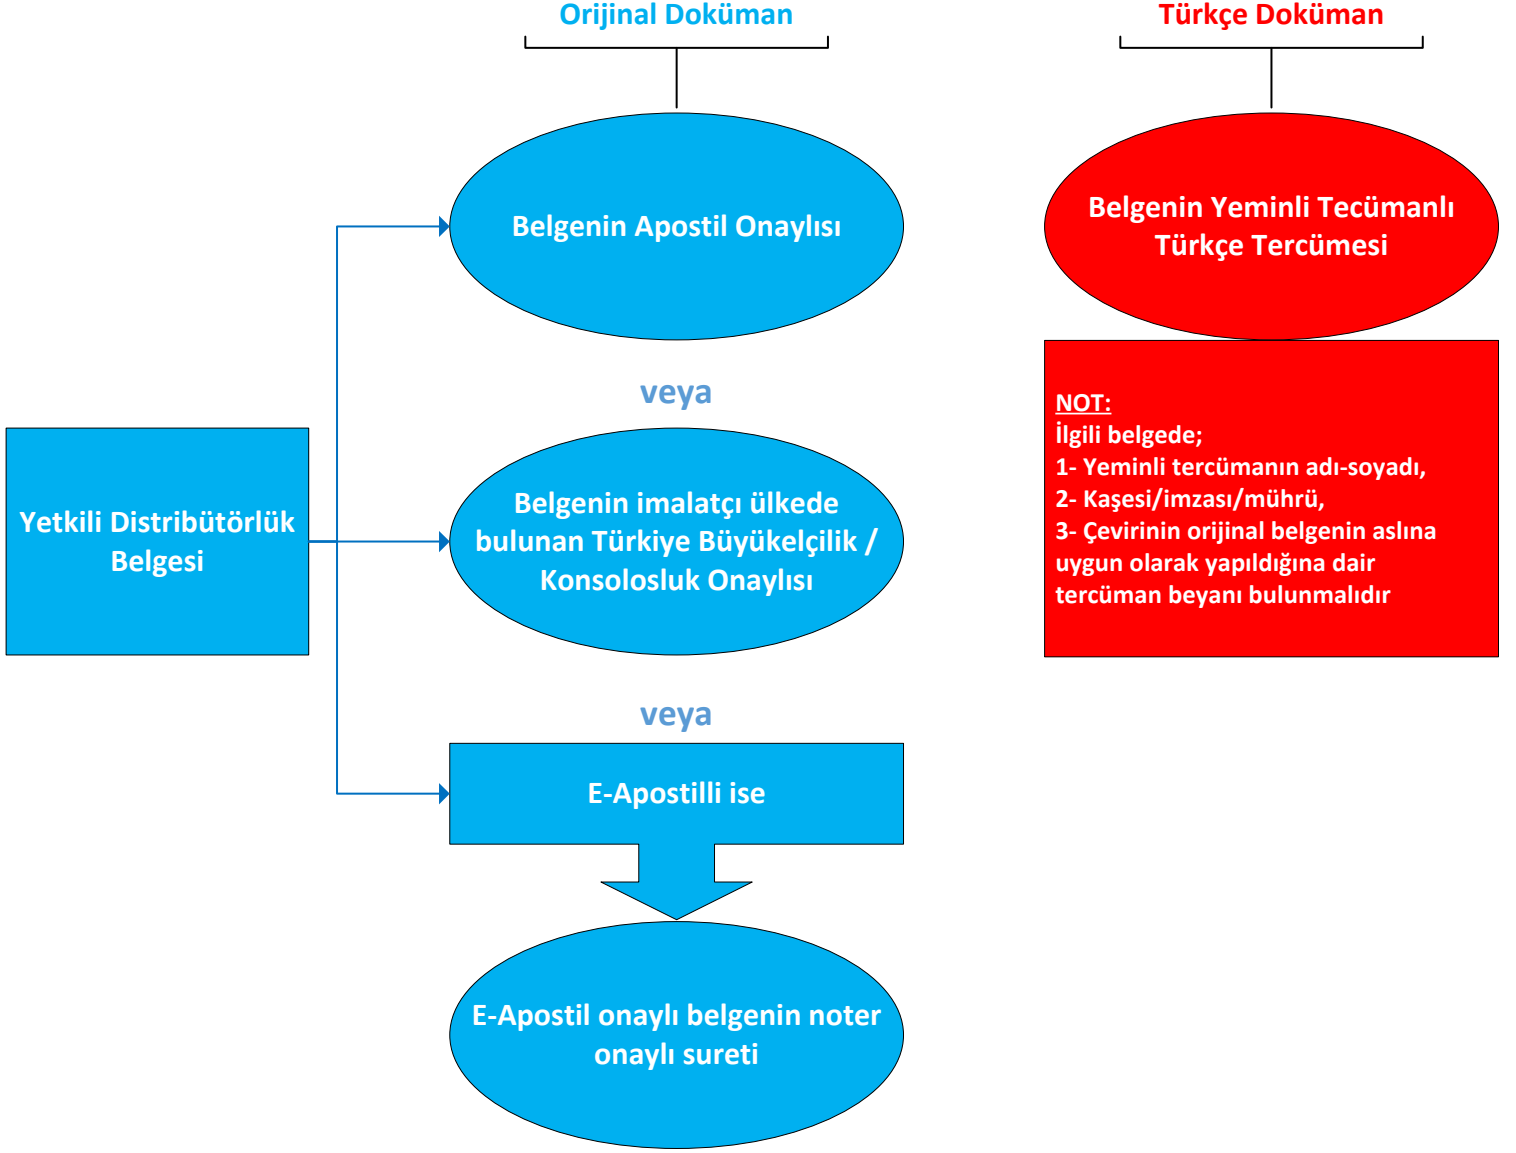 Orijinal Doküman
Türkçe Doküman
Belgenin Apostil Onaylısı
Belgenin Yeminli Tecümanlı
Türkçe Tercümesi
veya
NOT:
İlgili belgede;
1- Yeminli tercümanın adı-soyadı,
2- Kaşesi/imzası/mührü,
3- Çevirinin orijinal belgenin aslına
uygun olarak yapıldığına dair
tercüman beyanı bulunmalıdır
Yetkili Distribütörlük
Belgesi
Belgenin imalatçı ülkede
bulunan Türkiye Büyükelçilik /
Konsolosluk Onaylısı
veya
E-Apostilli ise
E-Apostil onaylı belgenin noter
onaylı sureti